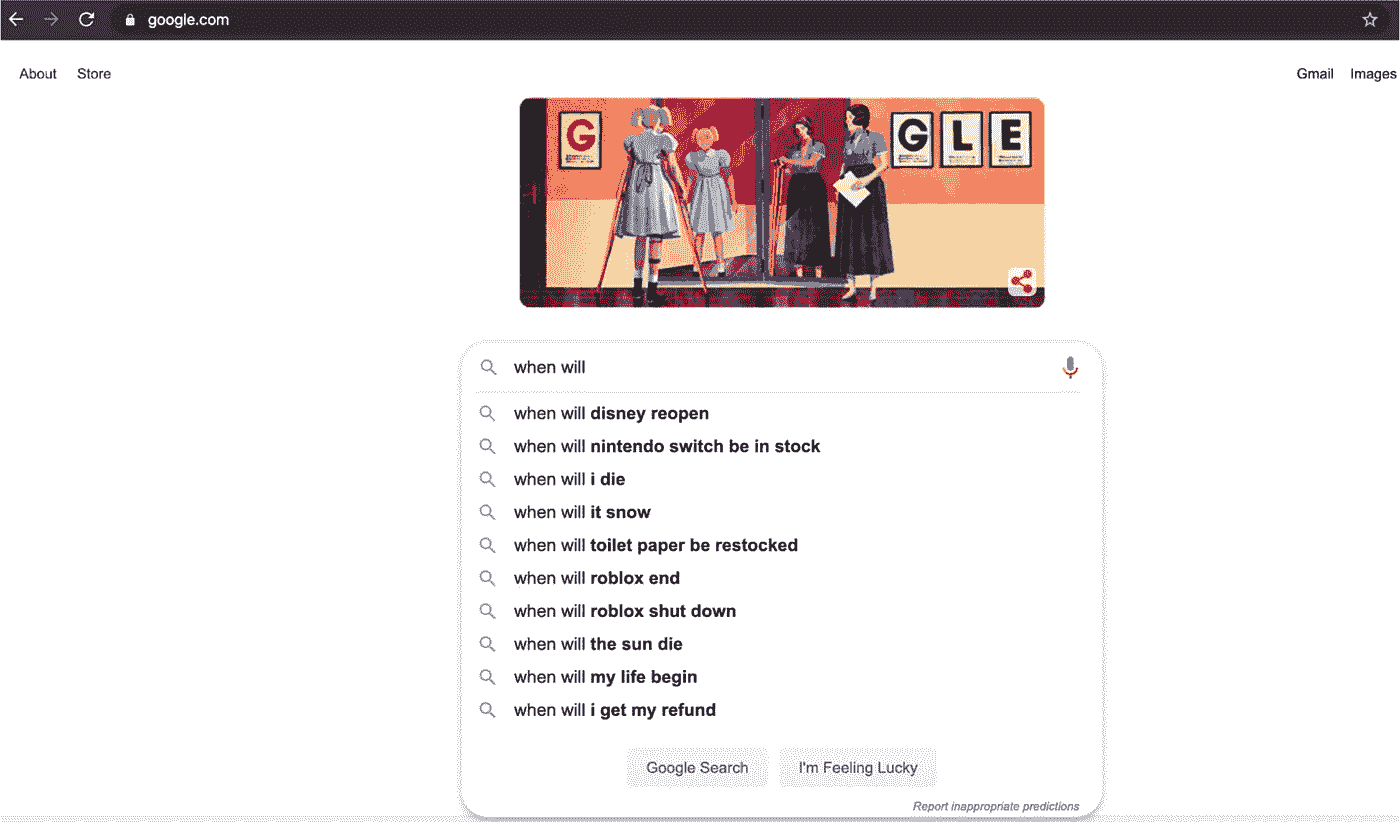 google.com
About Store Gmail Images
G GLE
when will
when will disney reopen
when will nintendo switch be in stock
when will i die
when will it snow
when will toilet paper be restocked
when will roblox end
when will roblox shut down
when will the sun die
when will my life begin
when will i get my refund
Google Search I'm Feeling Lucky
Report inappropriate predictions